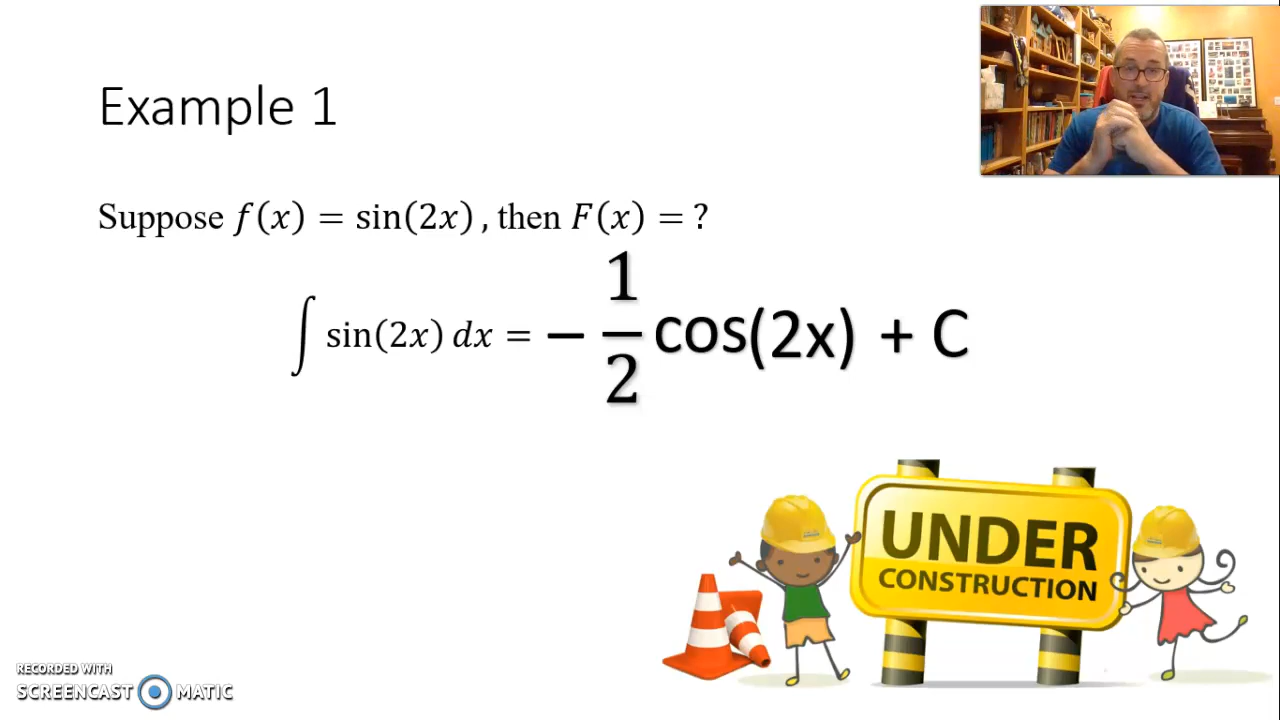 Example 1
Suppose f(x) = sin(2x) , then F(x) = ?
∫ sin(2x) dx = − 1/2 cos(2x) + C
UNDER
CONSTRUCTION
RECORDED WITH
SCREENCAST MATIC